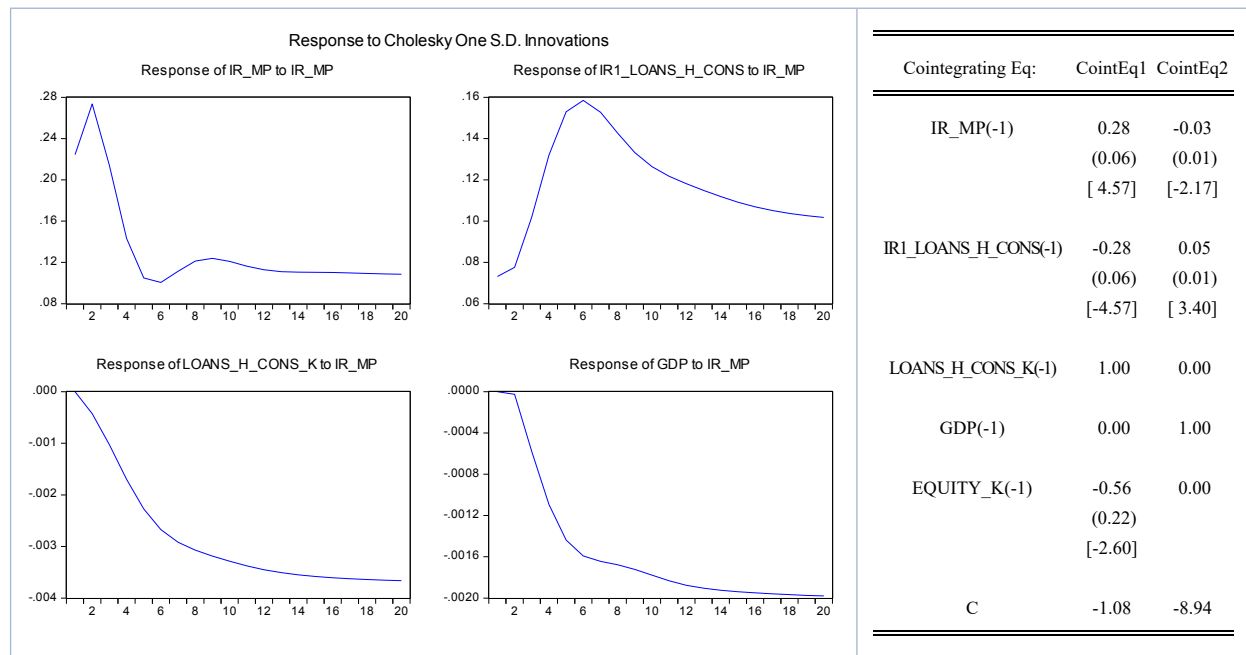 Response to Cholesky One S.D. Innovations
Response of IR_MP to IR_MP
.28
.24
.20
.16
.12
.08
2 4 6 8 10 12 14 16 18 20
Response of IR1_LOANS_H_CONS to IR_MP
.16
.14
.12
.10
.08
.06
2 4 6 8 10 12 14 16 18 20
Response of LOANS_H_CONS_K to IR_MP
.000
-.001
-.002
-.003
-.004
2 4 6 8 10 12 14 16 18 20
Response of GDP to IR_MP
.0000
-.0004
-.0008
-.0012
-.0016
-.0020
2 4 6 8 10 12 14 16 18 20
Cointegrating Eq: CointEq1 CointEq2
IR_MP(-1) 0.28 -0.03
(0.06) (0.01)
[ 4.57] [-2.17]
IR1_LOANS_H_CONS(-1) -0.28 0.05
(0.06) (0.01)
[-4.57] [ 3.40]
LOANS_H_CONS_K(-1) 1.00 0.00
GDP(-1) 0.00 1.00
EQUITY_K(-1) -0.56 0.00
(0.22)
[-2.60]
C -1.08 -8.94